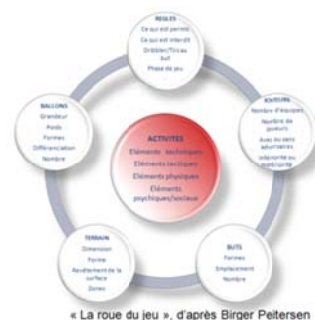 REGLES
Ce qui est permis
Ce qui est interdit
Dribbler/Tir au
but
Phase de jeu
JOUEURS
Nombre d'équipes
Nombre de
joueurs
Avec ou sans
adversaires
Infériorité ou
BUTS
Formes
Emplacement
Nombre
TERRAIN
Dimension
Forme
Revêtement de la
surface
Zones
BALLONS
Grandeur
Poids
Formes
Différenciation
Nombre
ACTIVITES
Eléments techniques
Eléments tactiques
Eléments physiques
Eléments
psychiques/sociaux
« La roue du jeu », d'après Birger Peitersen